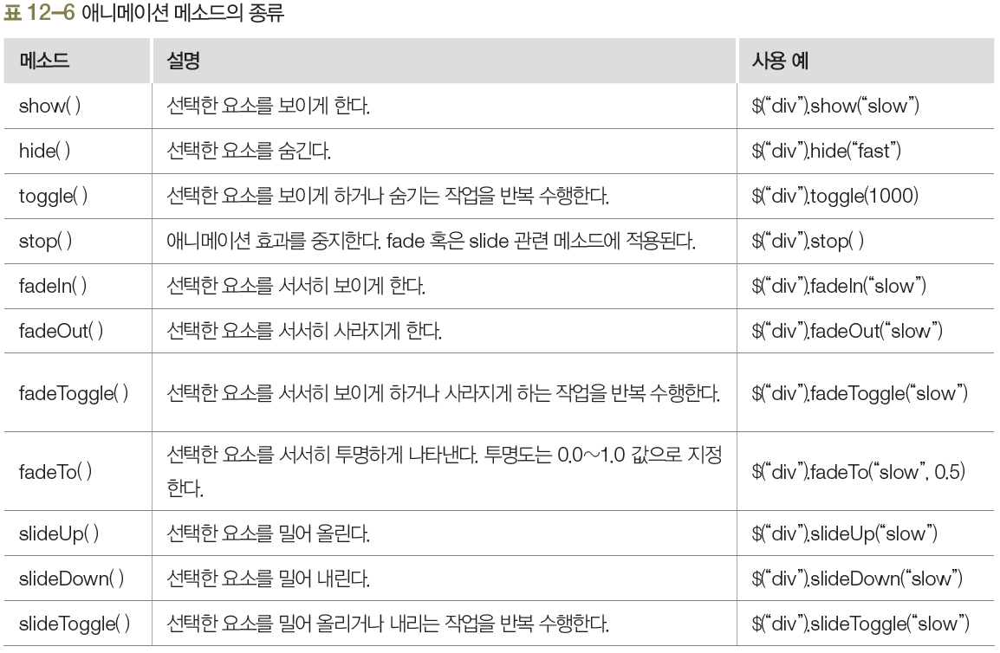 표 12-6 애니메이션 메소드의 종류
메소드 설명 사용 예
show( ) 선택한 요소를 보이게 한다. $(“div”).show(“slow”)
hide( ) 선택한 요소를 숨긴다. $(“div”).hide(“fast”)
toggle( ) 선택한 요소를 보이게 하거나 숨기는 작업을 반복 수행한다. $(“div”).toggle(1000)
stop( ) 애니메이션 효과를 중지한다. fade 혹은 slide 관련 메소드에 적용된다. $(“div”).stop( )
fadeIn( ) 선택한 요소를 서서히 보이게 한다. $(“div”).fadeIn(“slow”)
fadeOut( ) 선택한 요소를 서서히 사라지게 한다. $(“div”).fadeOut(“slow”)
fadeToggle( ) 선택한 요소를 서서히 보이게 하거나 사라지게 하는 작업을 반복 수행한다. $(“div”).fadeToggle(“slow”)
fadeTo( ) 선택한 요소를 서서히 투명하게 나타낸다. 투명도는 0.0~1.0 값으로 지정
한다. $(“div”).fadeTo(“slow”, 0.5)
slideUp( ) 선택한 요소를 밀어 올린다. $(“div”).slideUp(“slow”)
slideDown( ) 선택한 요소를 밀어 내린다. $(“div”).slideDown(“slow”)
slideToggle( ) 선택한 요소를 밀어 올리거나 내리는 작업을 반복 수행한다. $(“div”).slideToggle(“slow”)